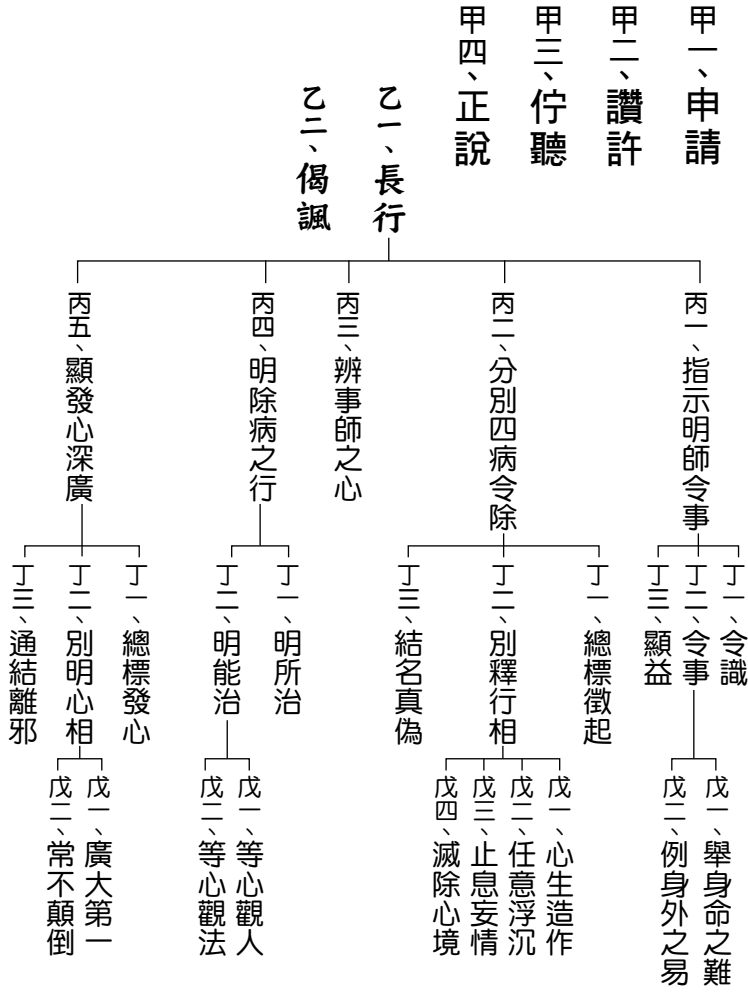 甲一、申請
甲二、讚許
甲三、佇聽
甲四、正說
乙一、長行
乙二、偈諷
丙一、指示明師令事
丙二、分別四病令除
丙三、辨事師之心
丙四、明除病之行
丙五、顯發心深廣
丁一、令識
丁二、令事
丁三、顯益
丁一、總標徵起
丁二、別釋行相
丁三、結名真偽
丁一、明所治
丁二、明能治
丁一、總標發心
丁二、別明心相
丁三、通結離邪
戊一、舉身命之難
戊二、例身外之易
戊一、心生造作
戊二、任意浮沉
戊三、止息妄情
戊四、滅除心境
戊一、等心觀人
戊二、等心觀法
戊一、廣大第一
戊二、常不顛倒